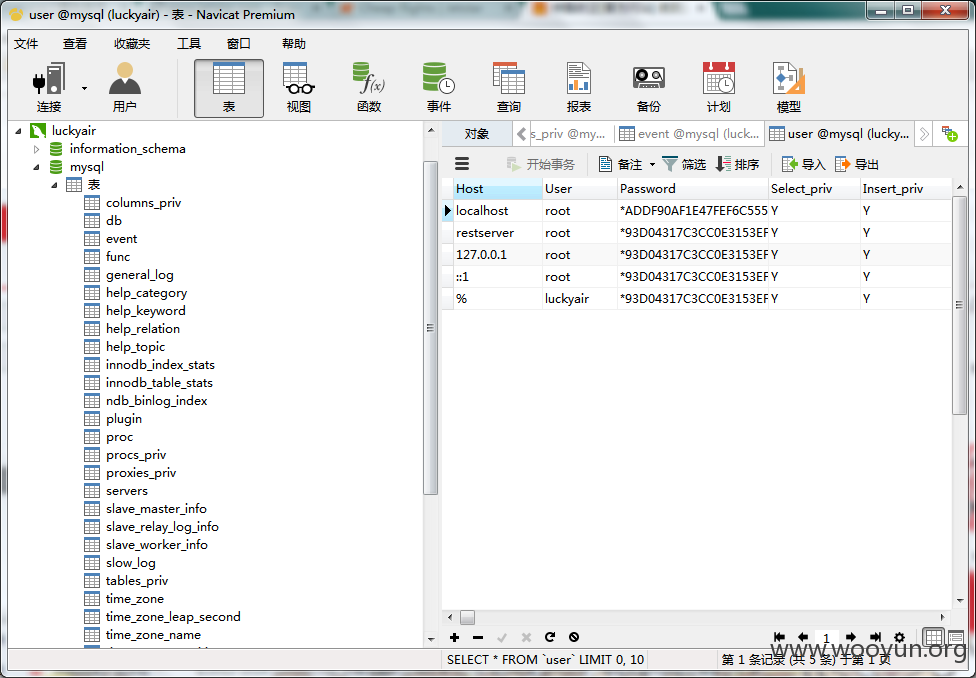 user @mysql (luckyair) - 表 - Navicat Premium
文件 查看 收藏夹 工具 窗口 帮助
连接 用户 表 视图 函数 事件 查询 报表 备份 计划 模型
luckyair
information_schema
mysql
表
columns_priv
db
event
func
general_log
help_category
help_keyword
help_relation
help_topic
innodb_index_stats
innodb_table_stats
ndb_binlog_index
plugin
proc
procs_priv
proxies_priv
servers
slave_master_info
slave_relay_log_info
slave_worker_info
slow_log
tables_priv
time_zone
time_zone_leap_second
time_zone_name
对象 s_priv @my... event @mysql (luck... user @mysql (lucky...
开始事务 备注 筛选 排序 导入 导出
Host User Password Select_priv Insert_priv
localhost root *ADDF90AF1E47FEF6C555 Y Y
restserver root *93D04317C3CC0E3153EF Y Y
127.0.0.1 root *93D04317C3CC0E3153EF Y Y
::1 root *93D04317C3CC0E3153EF Y Y
% luckyair *93D04317C3CC0E3153EF Y Y
1
SELECT * FROM `user` LIMIT 0, 10 第 1 条记录 (共 5 条) 于第 1 页
www.wooyun.org